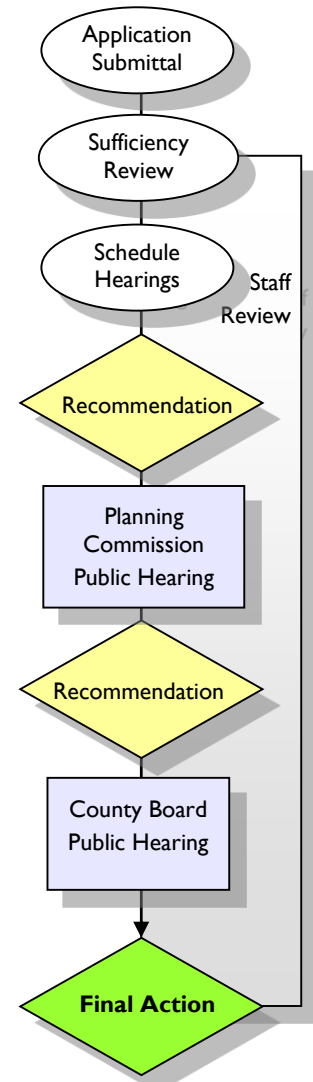 Application
Submittal
Sufficiency
Review
Schedule
Hearings
Staff
Review
Recommendation
Planning
Commission
Public Hearing
Recommendation
County Board
Public Hearing
Final Action